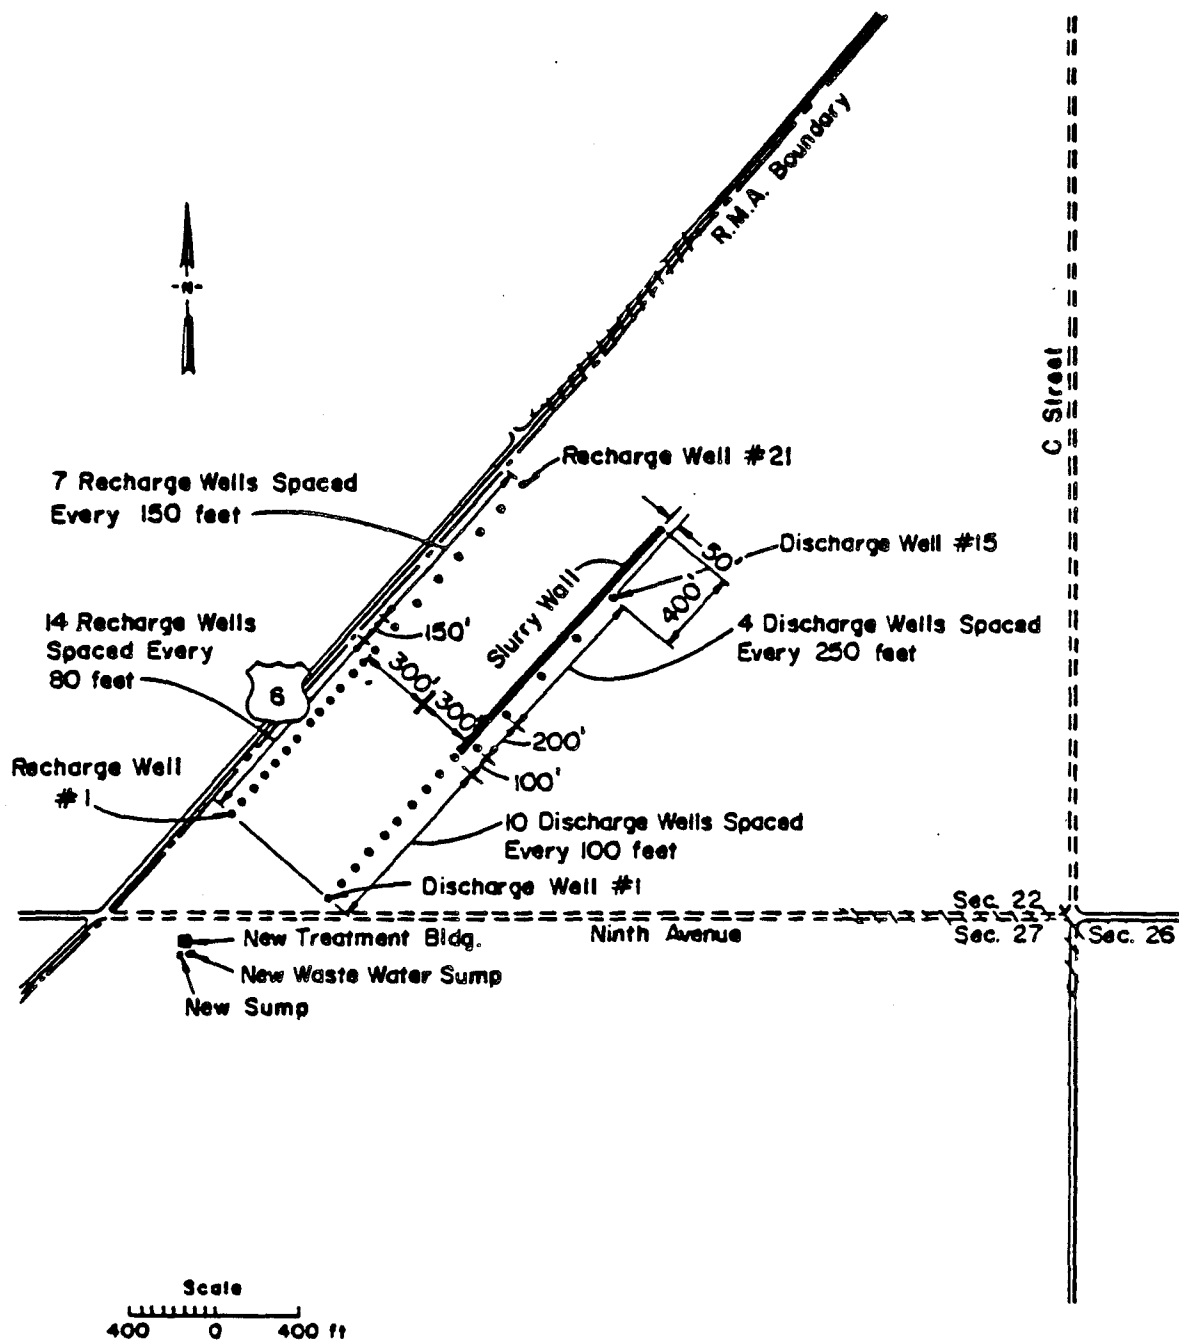 R.M.A. Boundary
-N-
C Street
Recharge Well #21
7 Recharge Wells Spaced
Every 150 feet
50'
Discharge Well #15
Slurry Wall
400'
14 Recharge Wells
Spaced Every
80 feet
150'
4 Discharge Wells Spaced
Every 250 feet
300'
300'
6
200'
100'
Recharge Well
#1
10 Discharge Wells Spaced
Every 100 feet
Discharge Well #1
Sec. 22
New Treatment Bldg.
Ninth Avenue
Sec. 27
Sec. 26
New Waste Water Sump
New Sump
Scale
400 0 400 ft